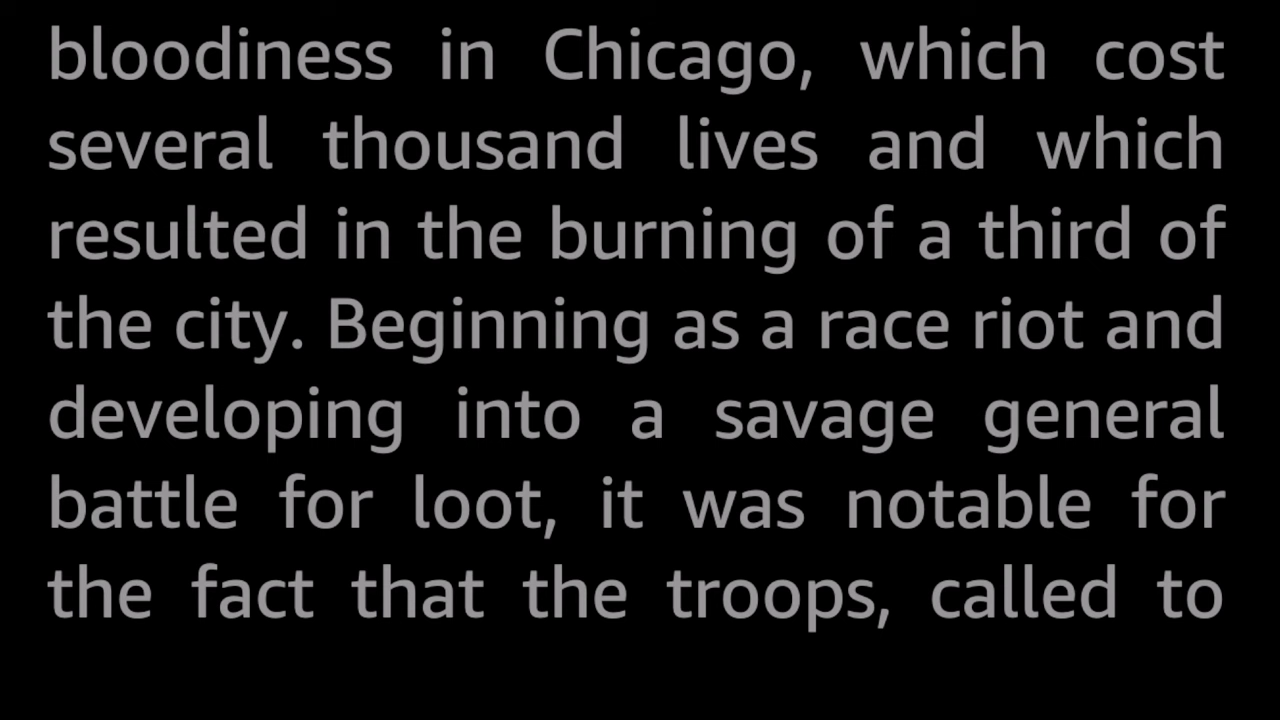 bloodiness in Chicago, which cost
several thousand lives and which
resulted in the burning of a third of
the city. Beginning as a race riot and
developing into a savage general
battle for loot, it was notable for
the fact that the troops, called to